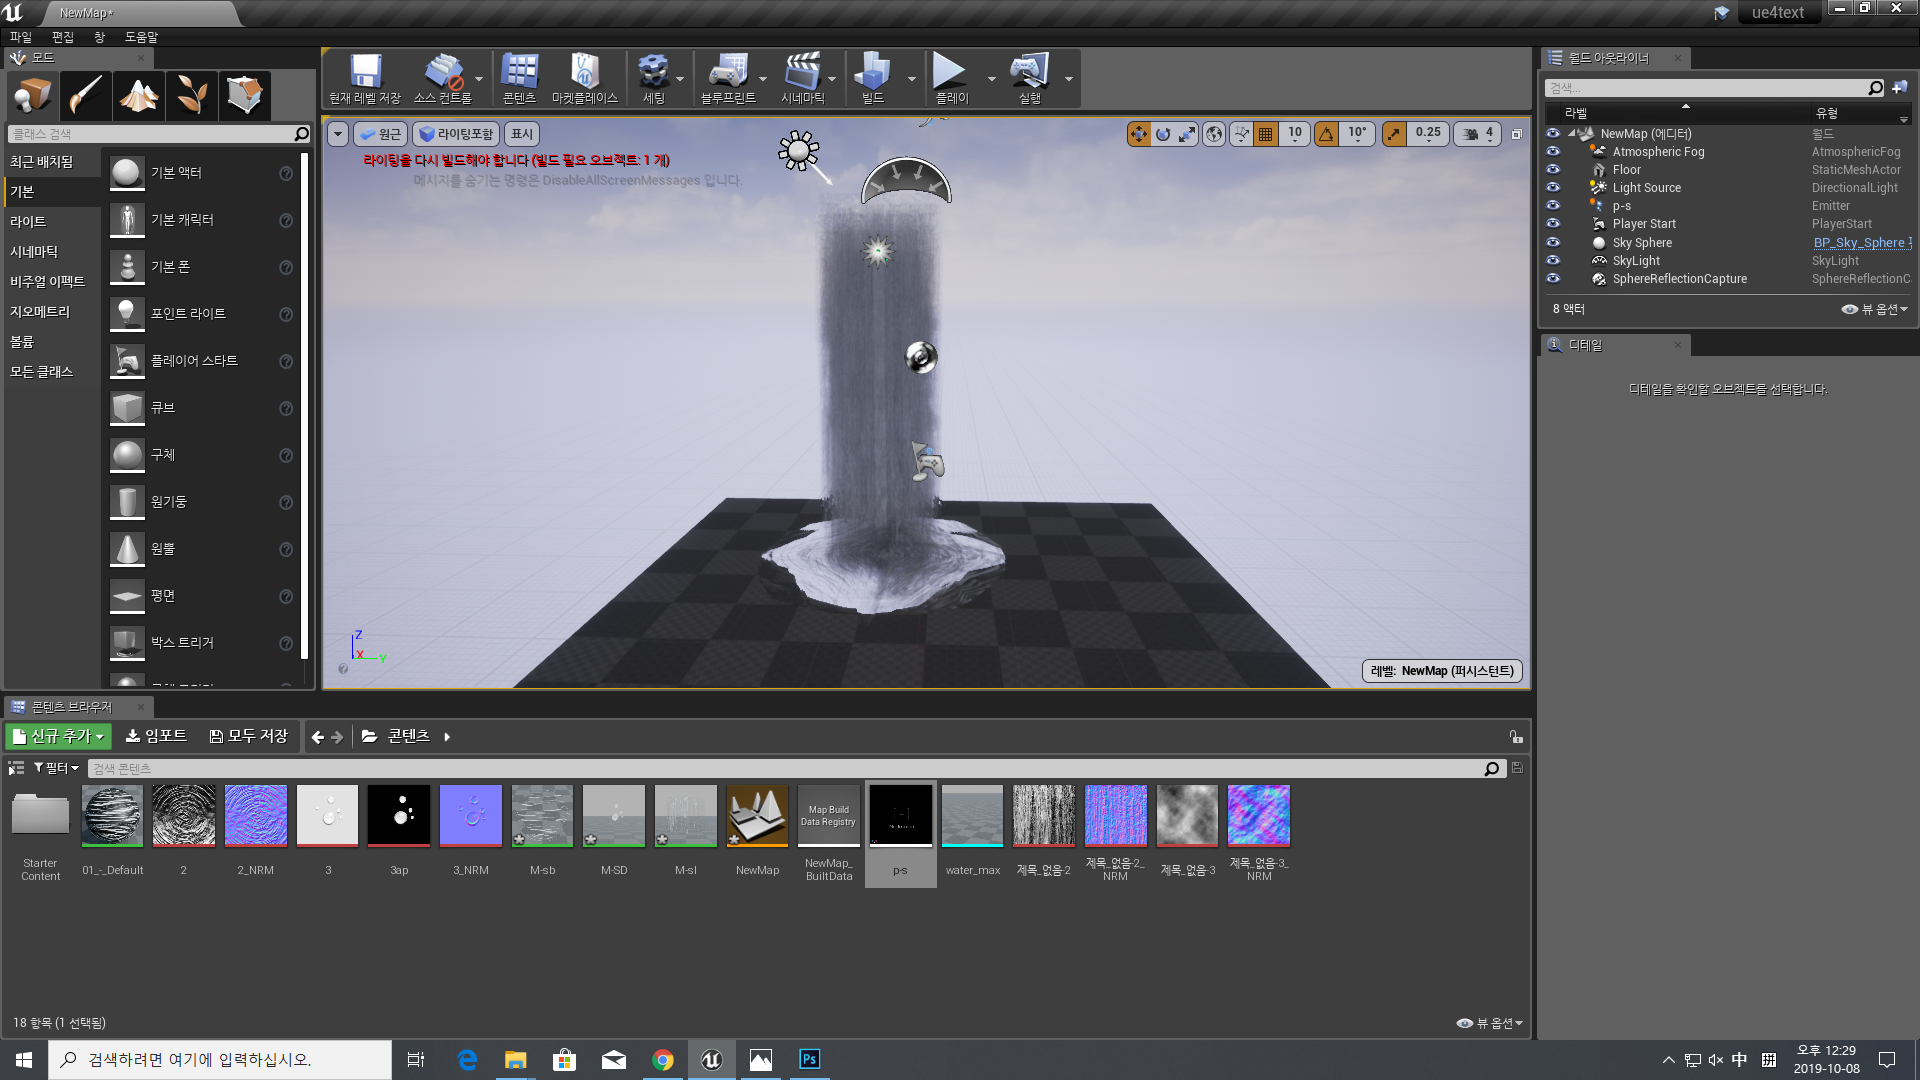 NewMap*
ue4text
파일 편집 창 도움말
모드
현재 레벨 저장 소스 컨트롤 콘텐츠 마켓플레이스 세팅 블루프린트 시네마틱 빌드 플레이 실행
클래스 검색
최근 배치됨
기본
라이트
시네마틱
비주얼 이펙트
지오메트리
볼륨
모든 클래스
기본 액터
기본 캐릭터
기본 폰
포인트 라이트
플레이어 스타트
큐브
구체
원기둥
원뿔
평면
박스 트리거
원근 라이팅포함 표시
10 10° 0.25 4
라이팅을 다시 빌드해야 합니다 (빌드 필요 오브젝트: 1 개)
메시지를 숨기는 명령은 DisableAllScreenMessages 입니다.
Z
X Y
레벨: NewMap (퍼시스턴트)
월드 아웃라이너
검색...
라벨 유형
NewMap (에디터) 월드
Atmospheric Fog AtmosphericFog
Floor StaticMeshActor
Light Source DirectionalLight
p-s Emitter
Player Start PlayerStart
Sky Sphere BP_Sky_Sphere
SkyLight SkyLight
SphereReflectionCapture SphereReflectionC
8 액터 뷰 옵션
디테일
디테일을 확인할 오브젝트를 선택합니다.
콘텐츠 브라우저
신규 추가 임포트 모두 저장 콘텐츠
필터 검색 콘텐츠
Map Build
Data Registry
Starter
Content
01_-_Default
2
2_NRM
3
3ap
3_NRM
M-sb
M-SD
M-sl
NewMap
NewMap_
BuiltData
p-s
water_max
제목_없음-2
제목_없음-2_
NRM
제목_없음-3
제목_없음-3_
NRM
18 항목 (1 선택됨) 뷰 옵션
검색하려면 여기에 입력하십시오.
Ps
中
오후 12:29
2019-10-08